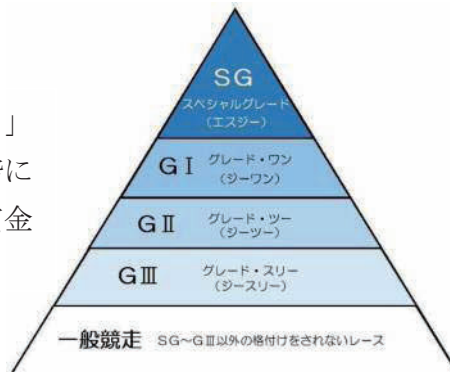 」
に
金
SG
スペシャルグレード
(エスジー)
GⅠ グレード・ワン
(ジーワン)
GⅡ グレード・ツー
(ジーツー)
GⅢ グレード・スリー
(ジースリー)
一般競走 SG~GⅢ以外の格付けをされないレース